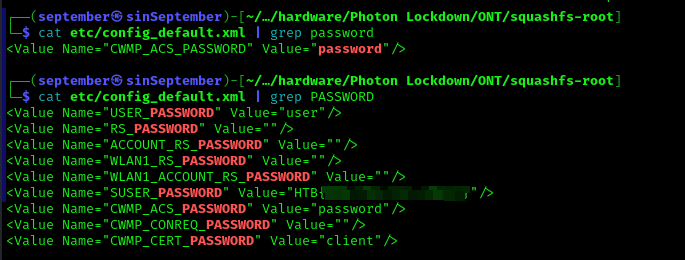 ┌──(september㉿sinSeptember)-[~/…/hardware/Photon Lockdown/ONT/squashfs-root]
└─$ cat etc/config_default.xml | grep password
<Value Name="CWMP_ACS_PASSWORD" Value="password"/>
┌──(september㉿sinSeptember)-[~/…/hardware/Photon Lockdown/ONT/squashfs-root]
└─$ cat etc/config_default.xml | grep PASSWORD
<Value Name="USER_PASSWORD" Value="user"/>
<Value Name="RS_PASSWORD" Value=""/>
<Value Name="ACCOUNT_RS_PASSWORD" Value=""/>
<Value Name="WLAN1_RS_PASSWORD" Value=""/>
<Value Name="WLAN1_ACCOUNT_RS_PASSWORD" Value=""/>
<Value Name="SUSER_PASSWORD" Value="HTB{ "/>
<Value Name="CWMP_ACS_PASSWORD" Value="password"/>
<Value Name="CWMP_CONREQ_PASSWORD" Value=""/>
<Value Name="CWMP_CERT_PASSWORD" Value="client"/>